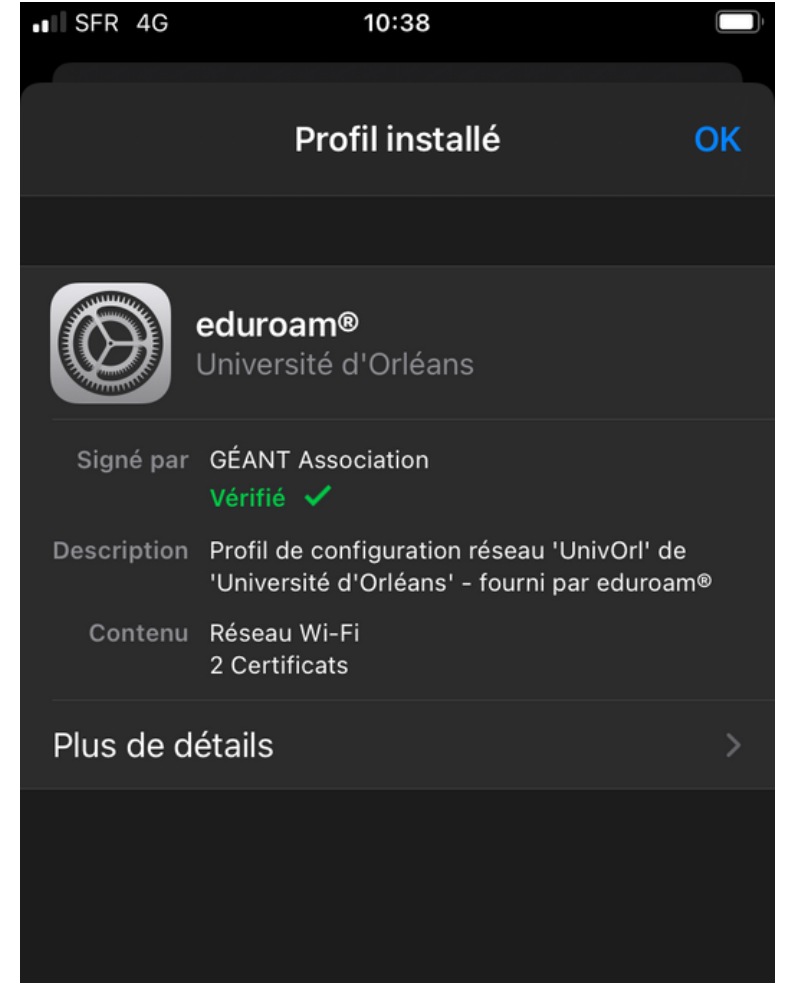 SFR 4G 10:38
Profil installé OK
eduroam®
Université d'Orléans
Signé par GÉANT Association
Vérifié ✓
Description Profil de configuration réseau 'UnivOrl' de
'Université d'Orléans' - fourni par eduroam®
Contenu Réseau Wi-Fi
2 Certificats
Plus de détails